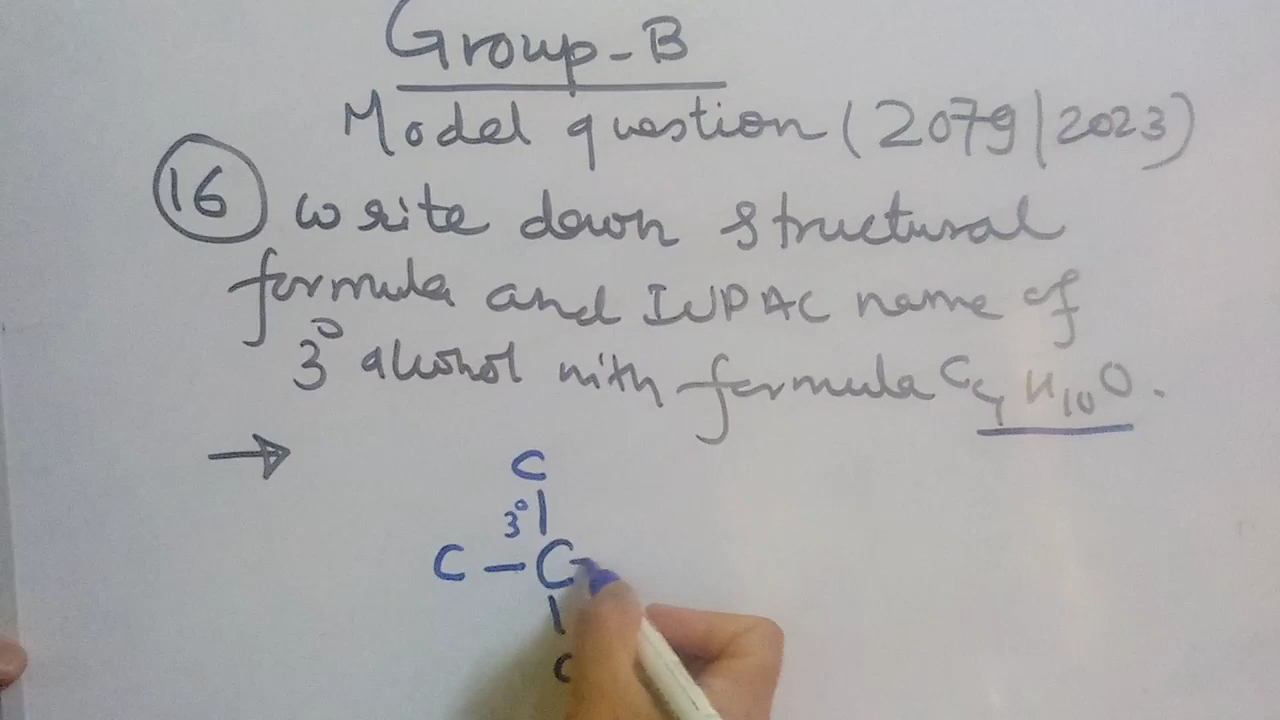 Group-B
Model question (2079|2023)
16 write down structural
formula and IUPAC name of
3° alcohol with formula C4H10O.
→
C
3° |
C – C –
|
C